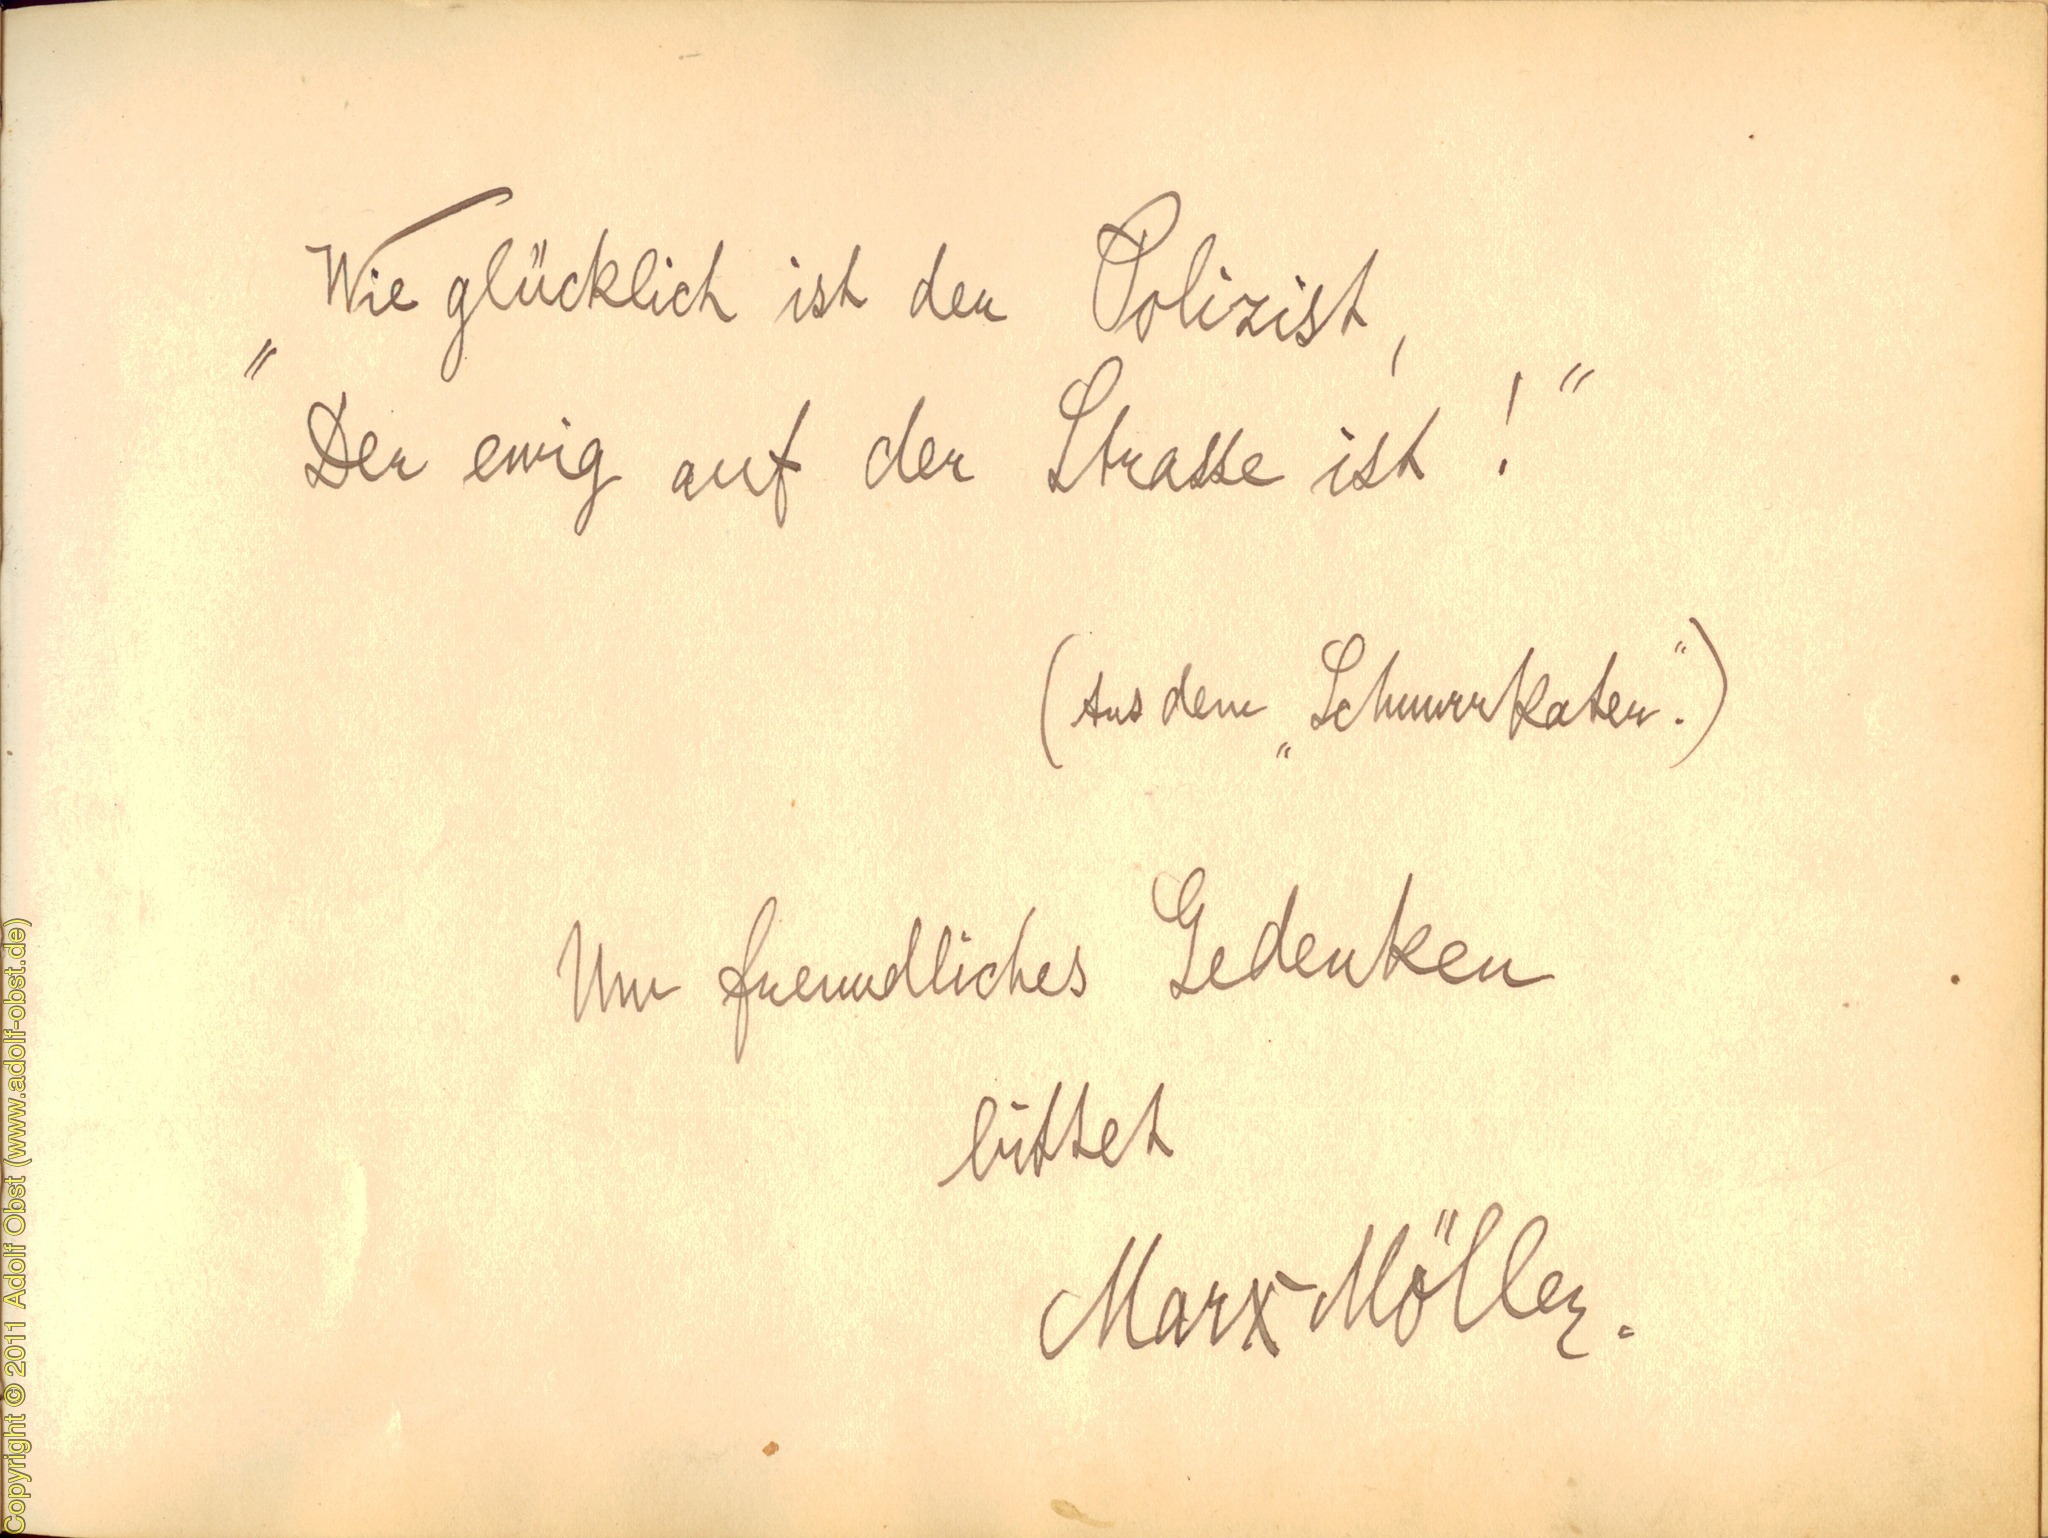 „Wie glücklich ist der Polizist,
Der ewig auf der Strasse ist!“
(Aus dem „Schnurrkater“.)
Um freundliches Gedenken
bittet
Marx Möller.
Copyright © 2011 Adolf Obst (www.adolf-obst.de)